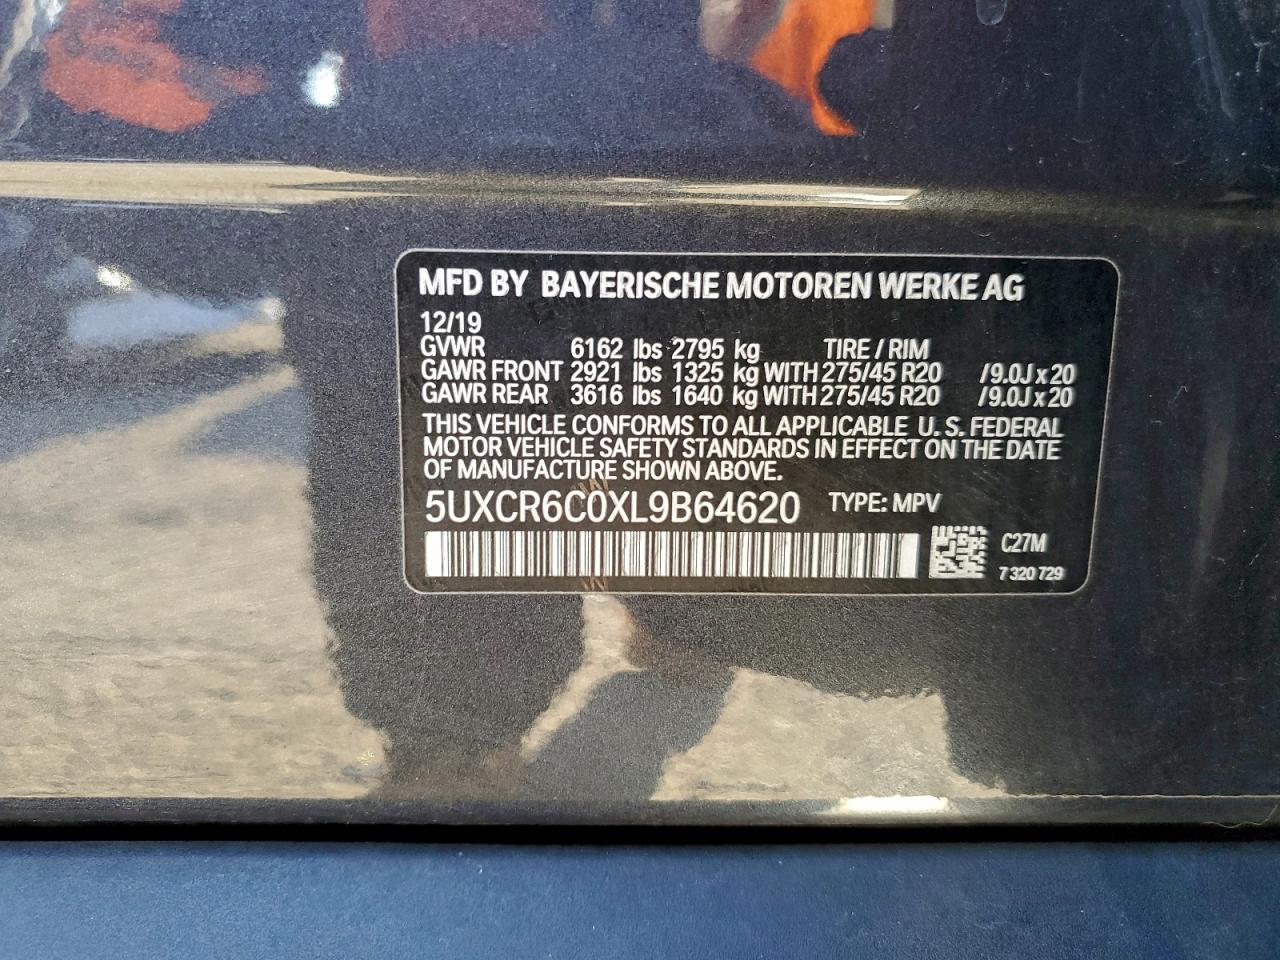 MFD BY BAYERISCHE MOTOREN WERKE AG
12/19
GVWR 6162 lbs 2795 kg TIRE / RIM
GAWR FRONT 2921 lbs 1325 kg WITH 275/45 R20 /9.0J x 20
GAWR REAR 3616 lbs 1640 kg WITH 275/45 R20 /9.0J x 20
THIS VEHICLE CONFORMS TO ALL APPLICABLE U.S. FEDERAL
MOTOR VEHICLE SAFETY STANDARDS IN EFFECT ON THE DATE
OF MANUFACTURE SHOWN ABOVE.
5UXCR6C0XL9B64620 TYPE: MPV
C27M
7 320 729